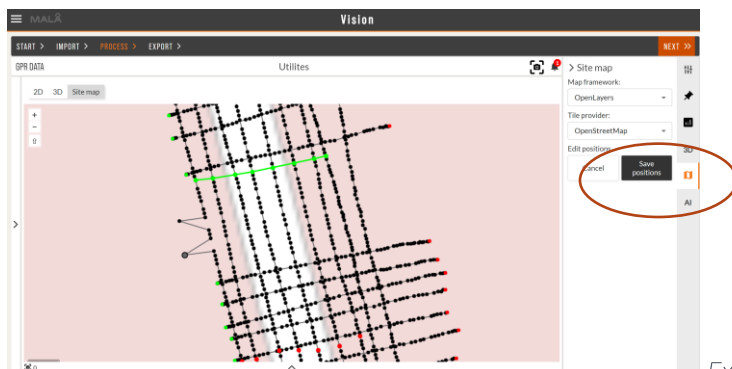 MALÅ
Vision
START > IMPORT > PROCESS > EXPORT >
NEXT >>
GPR DATA
Utilites
3
> Site map
Map framework:
2D 3D Site map
OpenLayers
Tile provider:
OpenStreetMap
Edit positions
Cancel
Save
positions
3D
AI
+
−